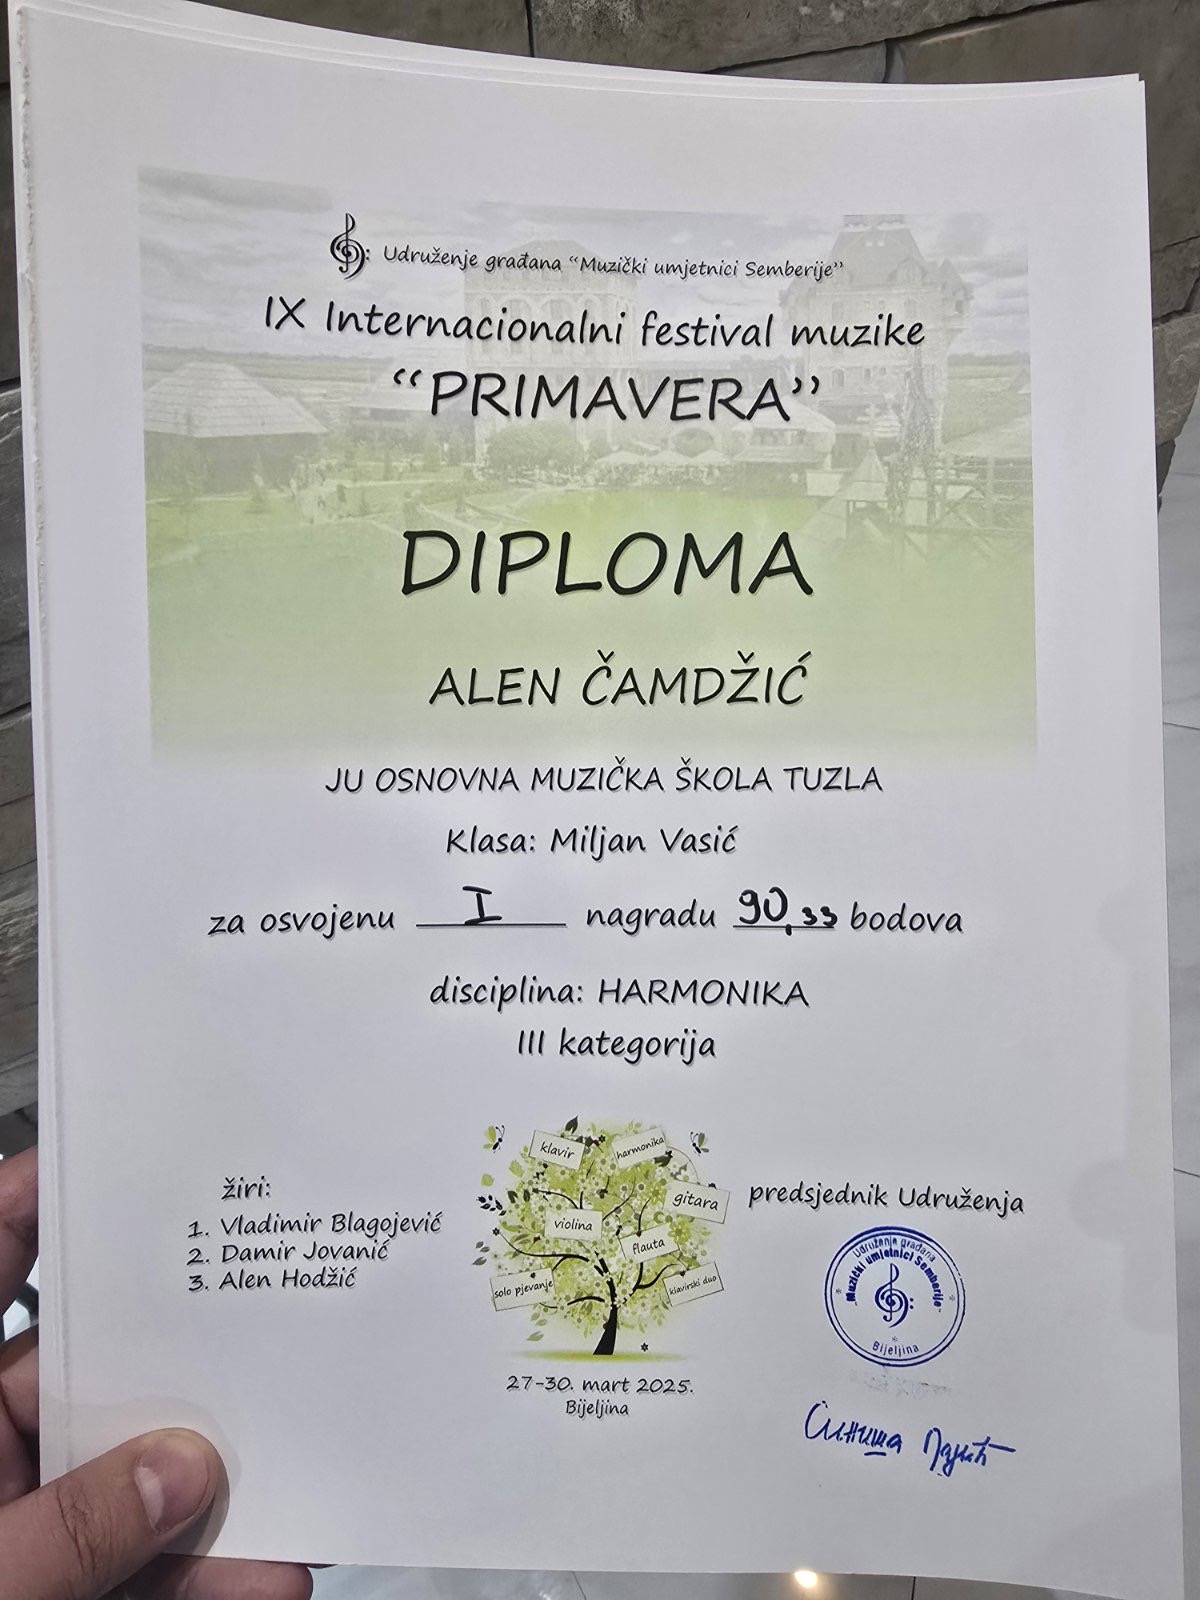 Udruženje građana “Muzički umjetnici Semberije”
IX Internacionalni festival muzike
“PRIMAVERA”
DIPLOMA
ALEN ČAMDŽIĆ
JU OSNOVNA MUZIČKA ŠKOLA TUZLA
Klasa: Miljan Vasić
za osvojenu I nagradu 90,33 bodova
disciplina: HARMONIKA
III kategorija
žiri:
1. Vladimir Blagojević
2. Damir Jovanić
3. Alen Hodžić
klavir
harmonika
gitara
violina
flauta
solo pjevanje
klavirski duo
27-30. mart 2025.
Bijeljina
predsjednik Udruženja
Udruženje građana
„Muzički umjetnici Semberije”
Bijeljina
Синиша